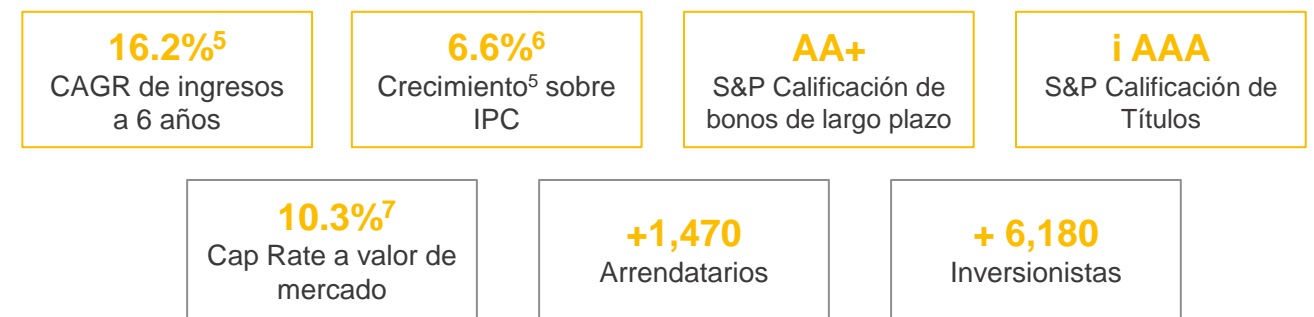 16.2%⁵
CAGR de ingresos
a 6 años
6.6%⁶
Crecimiento⁵ sobre
IPC
AA+
S&P Calificación de
bonos de largo plazo
i AAA
S&P Calificación de
Títulos
10.3%⁷
Cap Rate a valor de
mercado
+1,470
Arrendatarios
+ 6,180
Inversionistas